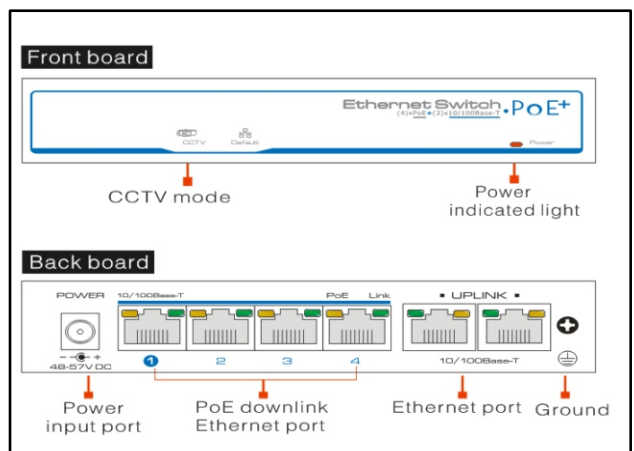 Front board
Ethernet Switch
(4)xPoE+(2)x10/100Base-T
•PoE+
CCTV
Default
Power
CCTV mode
Power
indicated light
Back board
POWER
10/100Base-T
PoE Link
▪ UPLINK ▪
48-57V DC
1 2 3 4
10/100Base-T
Power
input port
PoE downlink
Ethernet port
Ethernet port
Ground